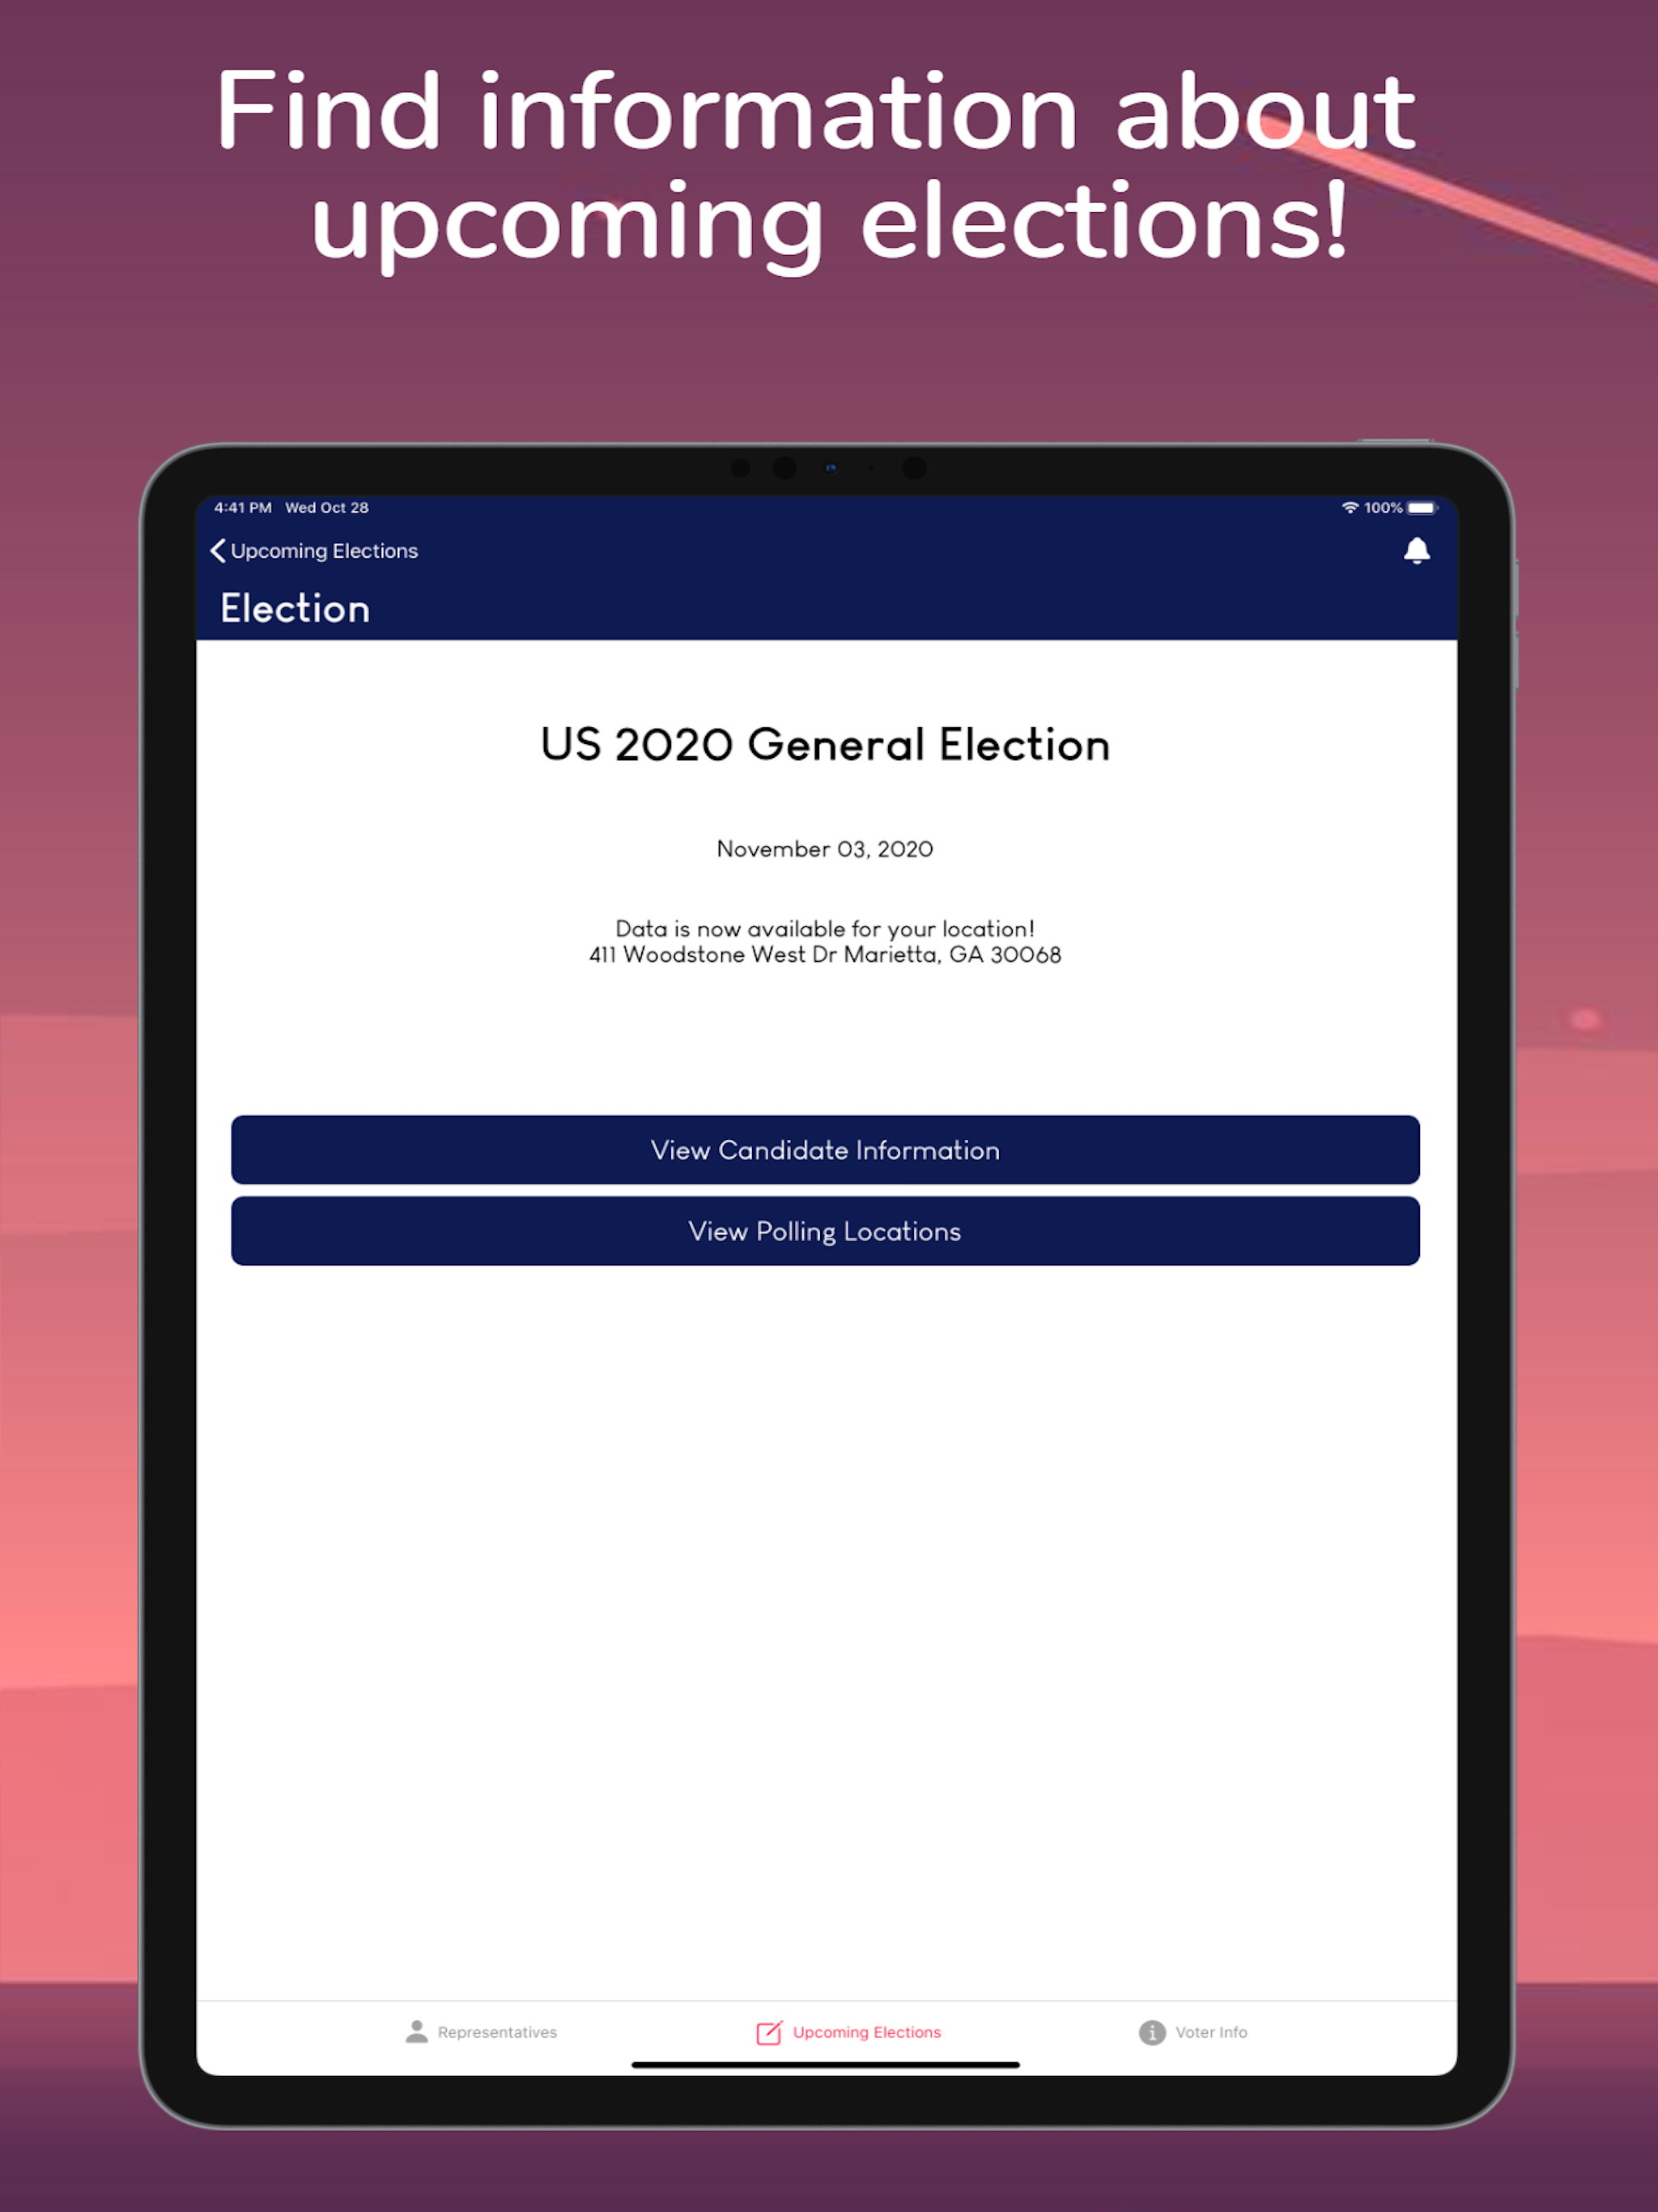 Find information about
upcoming elections!
4:41 PM Wed Oct 28
100%
Upcoming Elections
Election
US 2020 General Election
November 03, 2020
Data is now available for your location!
411 Woodstone West Dr Marietta, GA 30068
View Candidate Information
View Polling Locations
Representatives
Upcoming Elections
Voter Info